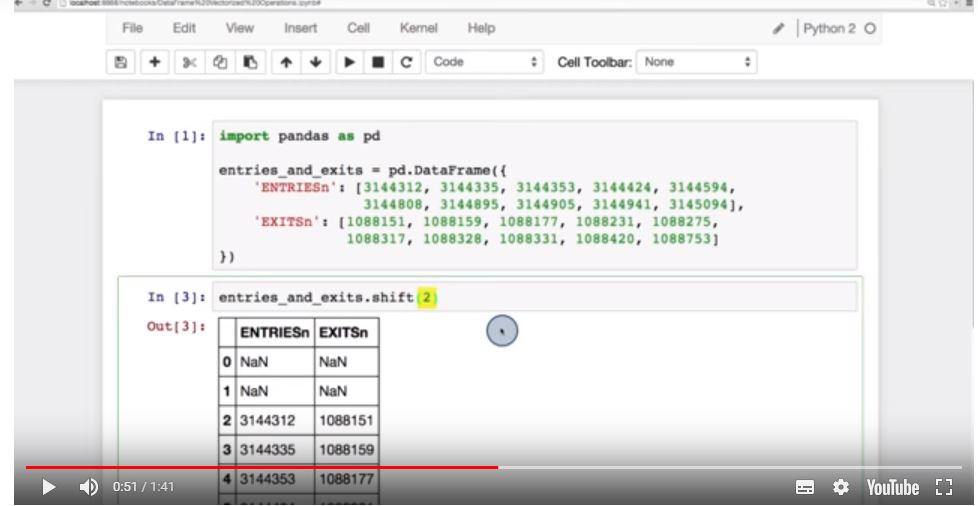 localhost:8888/notebooks/DataFrame%20Vectorized%20Operations.ipynb#
File Edit View Insert Cell Kernel Help Python 2
Code Cell Toolbar: None
In [1]: import pandas as pd
entries_and_exits = pd.DataFrame({
'ENTRIESn': [3144312, 3144335, 3144353, 3144424, 3144594,
3144808, 3144895, 3144905, 3144941, 3145094],
'EXITSn': [1088151, 1088159, 1088177, 1088231, 1088275,
1088317, 1088328, 1088331, 1088420, 1088753]
})
In [3]: entries_and_exits.shift(2)
Out[3]:
ENTRIESn EXITSn
0 NaN NaN
1 NaN NaN
2 3144312 1088151
3 3144335 1088159
4 3144353 1088177
0:51 / 1:41 YouTube